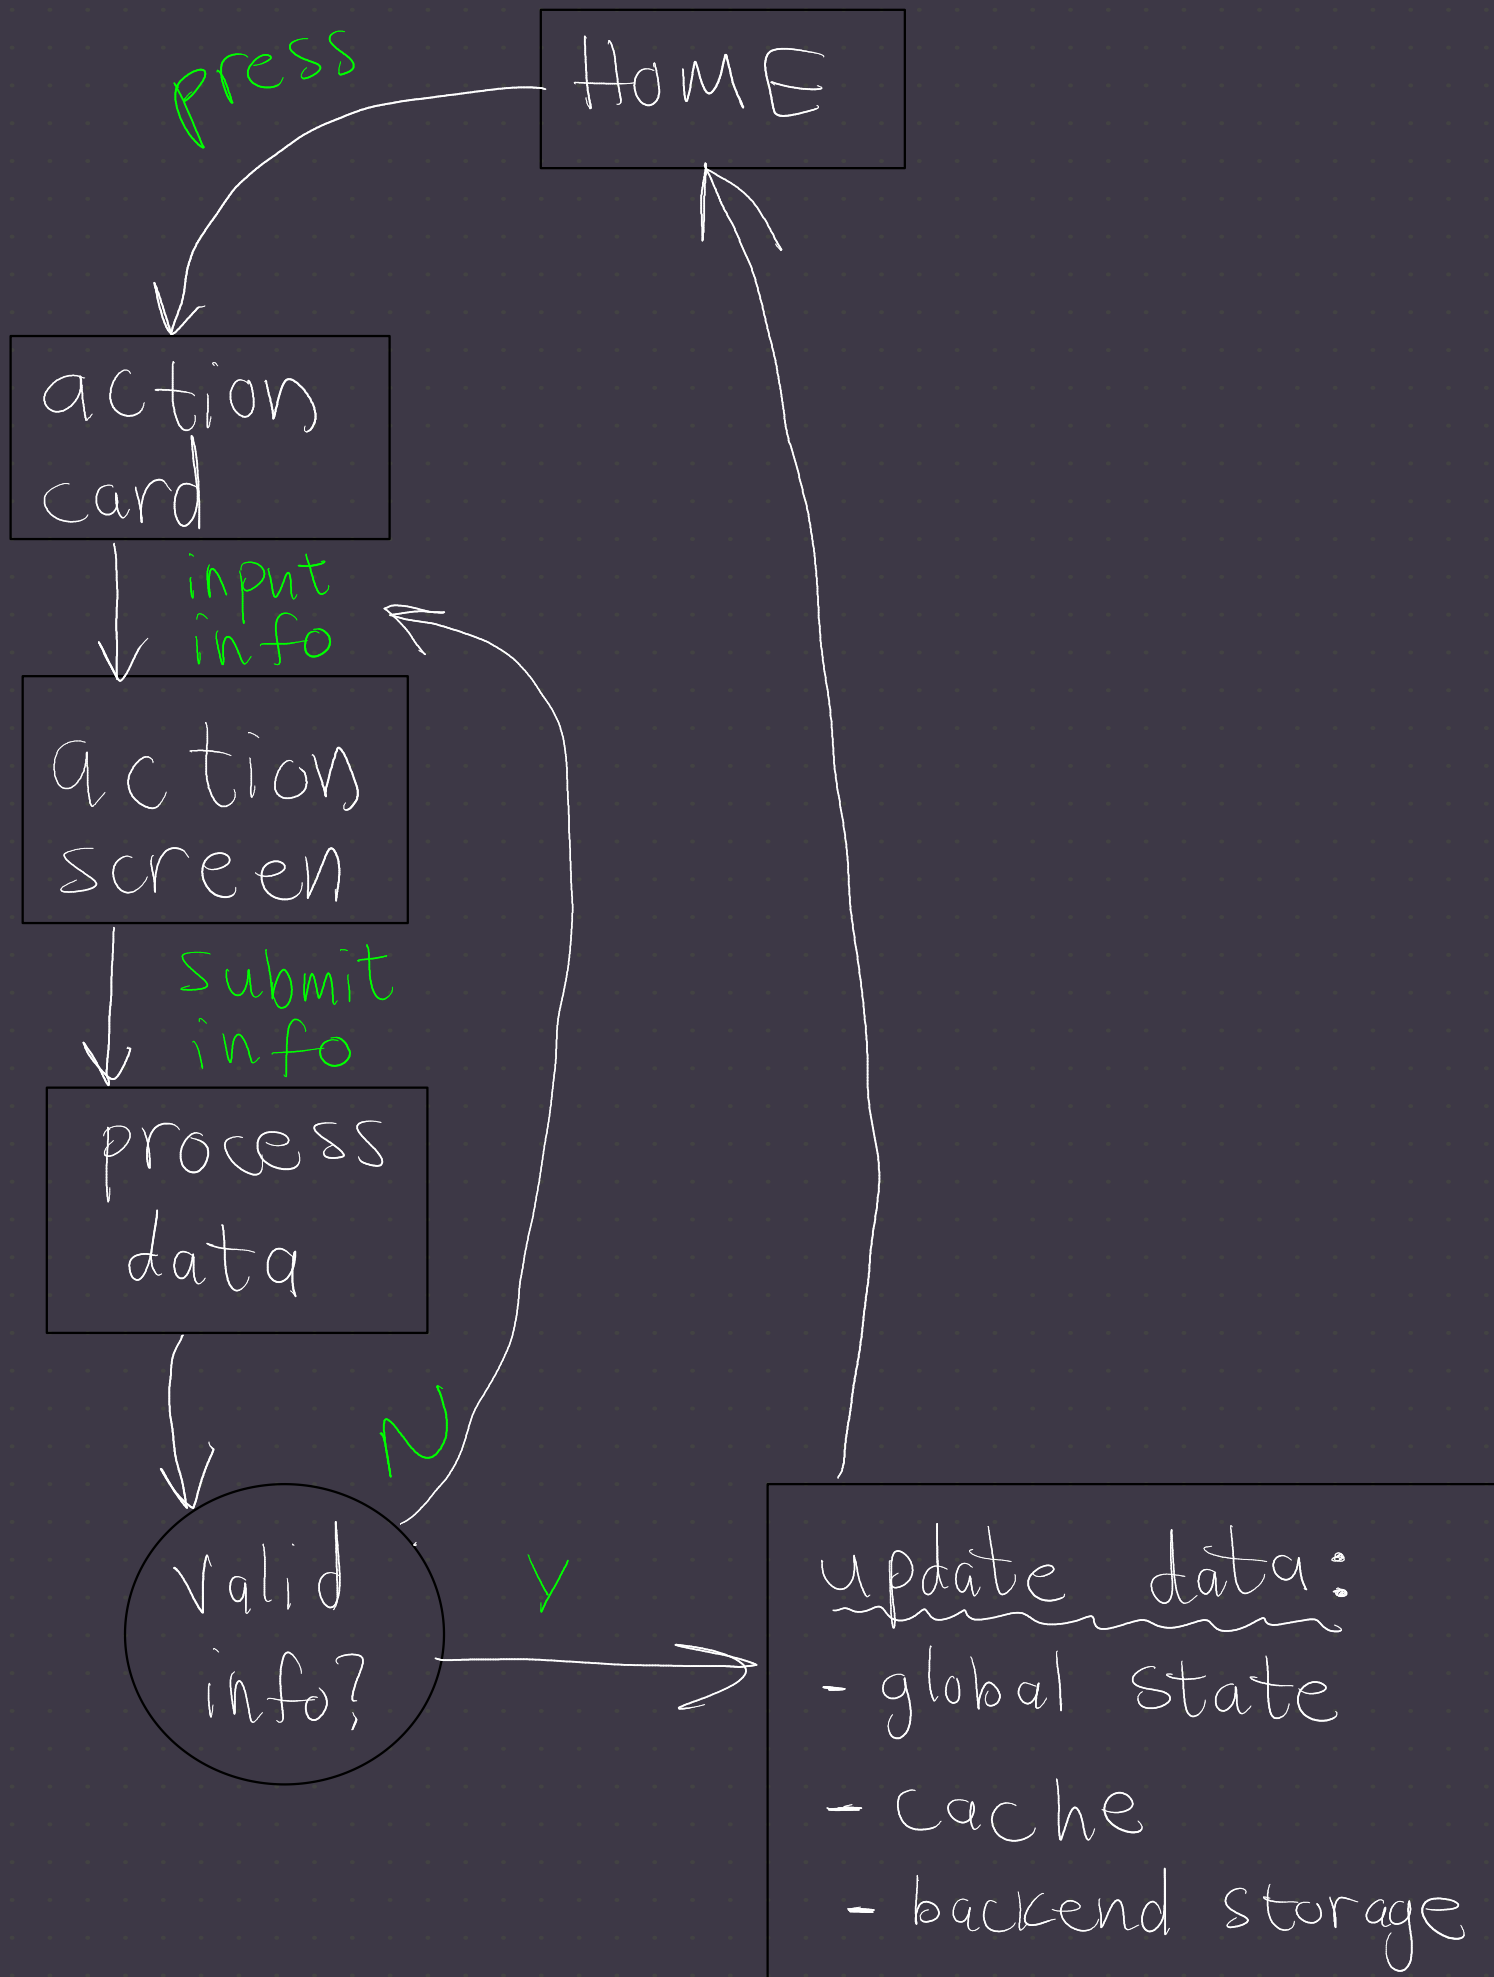 press
HOME
action
card
input
info
action
screen
submit
info
process
data
N
valid
info?
y
update data:
- global state
- cache
- backend storage